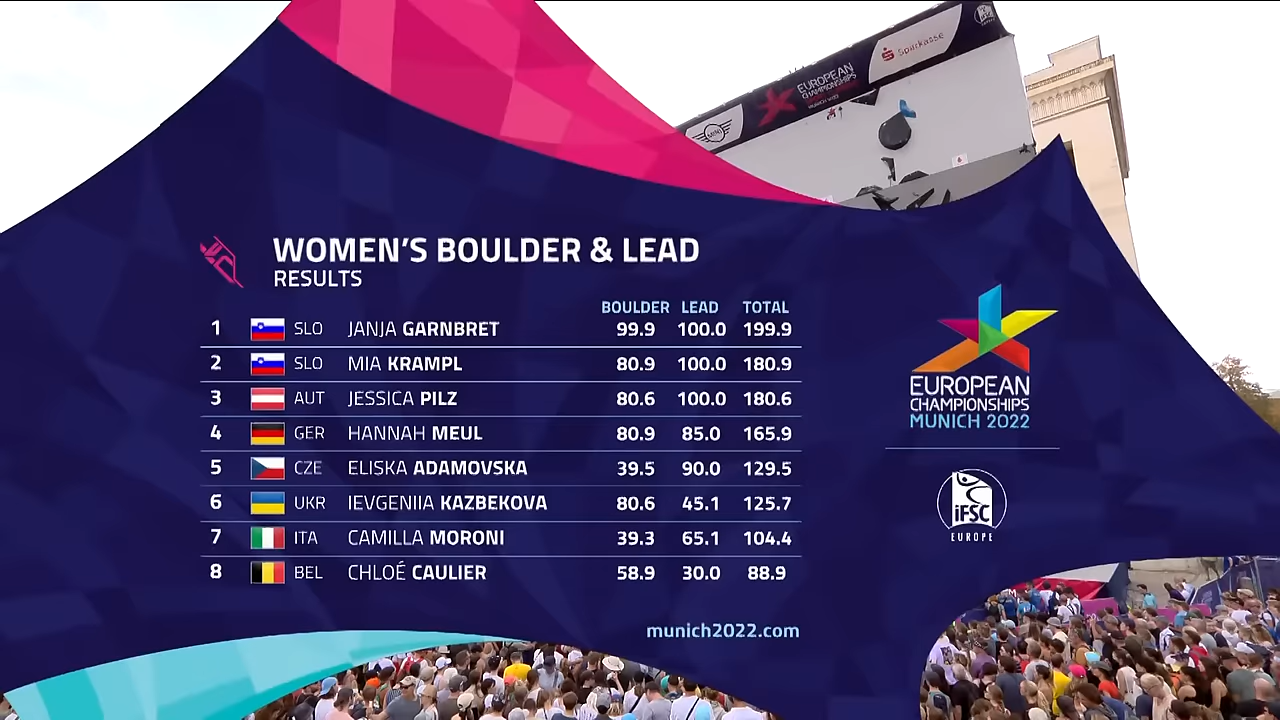 Sparkasse
EUROPEAN
CHAMPIONSHIPS
MUNICH 2022
MINI
WOMEN'S BOULDER & LEAD
RESULTS
BOULDER LEAD TOTAL
1 SLO JANJA GARNBRET 99.9 100.0 199.9
2 SLO MIA KRAMPL 80.9 100.0 180.9
3 AUT JESSICA PILZ 80.6 100.0 180.6
4 GER HANNAH MEUL 80.9 85.0 165.9
5 CZE ELISKA ADAMOVSKA 39.5 90.0 129.5
6 UKR IEVGENIIA KAZBEKOVA 80.6 45.1 125.7
7 ITA CAMILLA MORONI 39.3 65.1 104.4
8 BEL CHLOÉ CAULIER 58.9 30.0 88.9
munich2022.com
EUROPEAN
CHAMPIONSHIPS
MUNICH 2022
iFSC
EUROPE